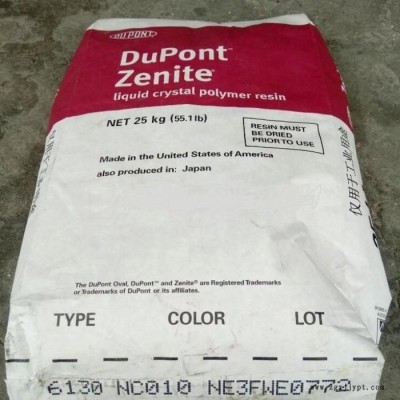 DUPONT
DuPont™
Zenite®
liquid crystal polymer resin
NET 25 kg (55.1 lb)
RESIN MUST
BE DRIED
PRIOR TO USE
Made in the United States of America
also produced in: Japan
仅用于工业用途
The DuPont Oval, DuPont™ and Zenite® are Registered Trademarks
or Trademarks of DuPont or its affiliates.
TYPE COLOR LOT
6130 NC010 NE3FWE0772